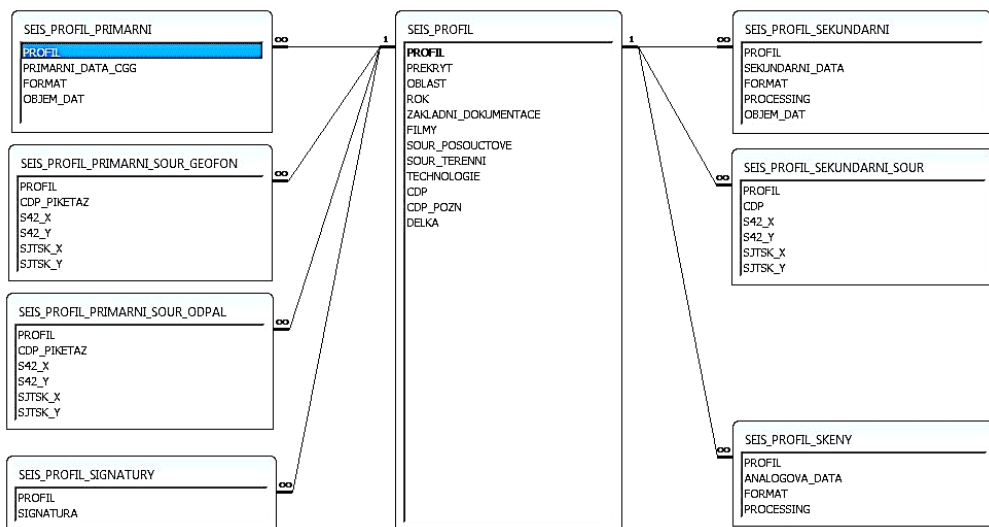 SEIS_PROFIL_PRIMARNI
PROFIL
PRIMARNI_DATA_CGG
FORMAT
OBJEM_DAT
∞
SEIS_PROFIL_PRIMARNI_SOUR_GEOFON
PROFIL
CDP_PIKETAZ
S42_X
S42_Y
SJTSK_X
SJTSK_Y
∞
SEIS_PROFIL_PRIMARNI_SOUR_ODPAL
PROFIL
CDP_PIKETAZ
S42_X
S42_Y
SJTSK_X
SJTSK_Y
∞
SEIS_PROFIL_SIGNATURY
PROFIL
SIGNATURA
∞
1
SEIS_PROFIL
PROFIL
PREKRYT
OBLAST
ROK
ZAKLADNI_DOKUMENTACE
FILMY
SOUR_POSOUCTOVE
SOUR_TERENNI
TECHNOLOGIE
CDP
CDP_POZN
DELKA
1
∞
SEIS_PROFIL_SEKUNDARNI
PROFIL
SEKUNDARNI_DATA
FORMAT
PROCESSING
OBJEM_DAT
∞
SEIS_PROFIL_SEKUNDARNI_SOUR
PROFIL
CDP
S42_X
S42_Y
SJTSK_X
SJTSK_Y
∞
SEIS_PROFIL_SKENY
PROFIL
ANALOGOVA_DATA
FORMAT
PROCESSING